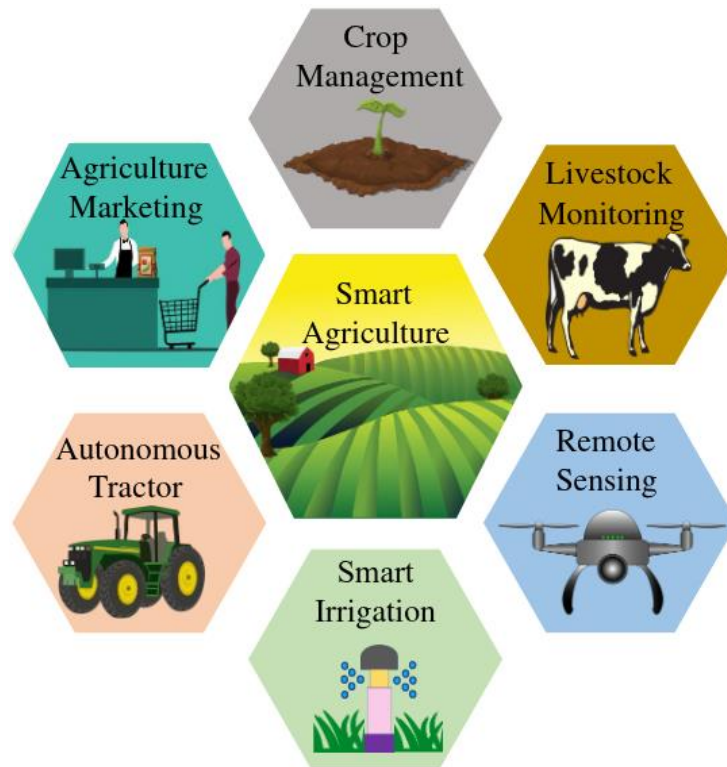 Crop
Management
Agriculture
Marketing
Livestock
Monitoring
Smart
Agriculture
Autonomous
Tractor
Remote
Sensing
Smart
Irrigation